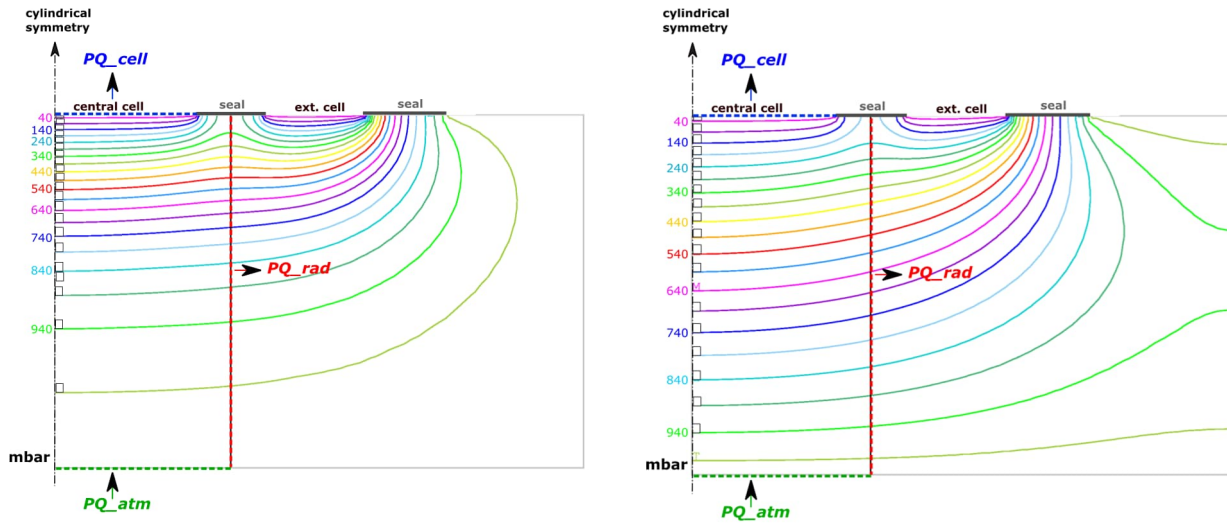 cylindrical
symmetry
PQ_cell
central cell
seal
ext. cell
seal
40
140
240
340
440
540
640
740
840
940
PQ_rad
mbar
PQ_atm
cylindrical
symmetry
PQ_cell
central cell
seal
ext. cell
seal
40
140
240
340
440
540
640
M
740
840
940
T
PQ_rad
mbar
PQ_atm